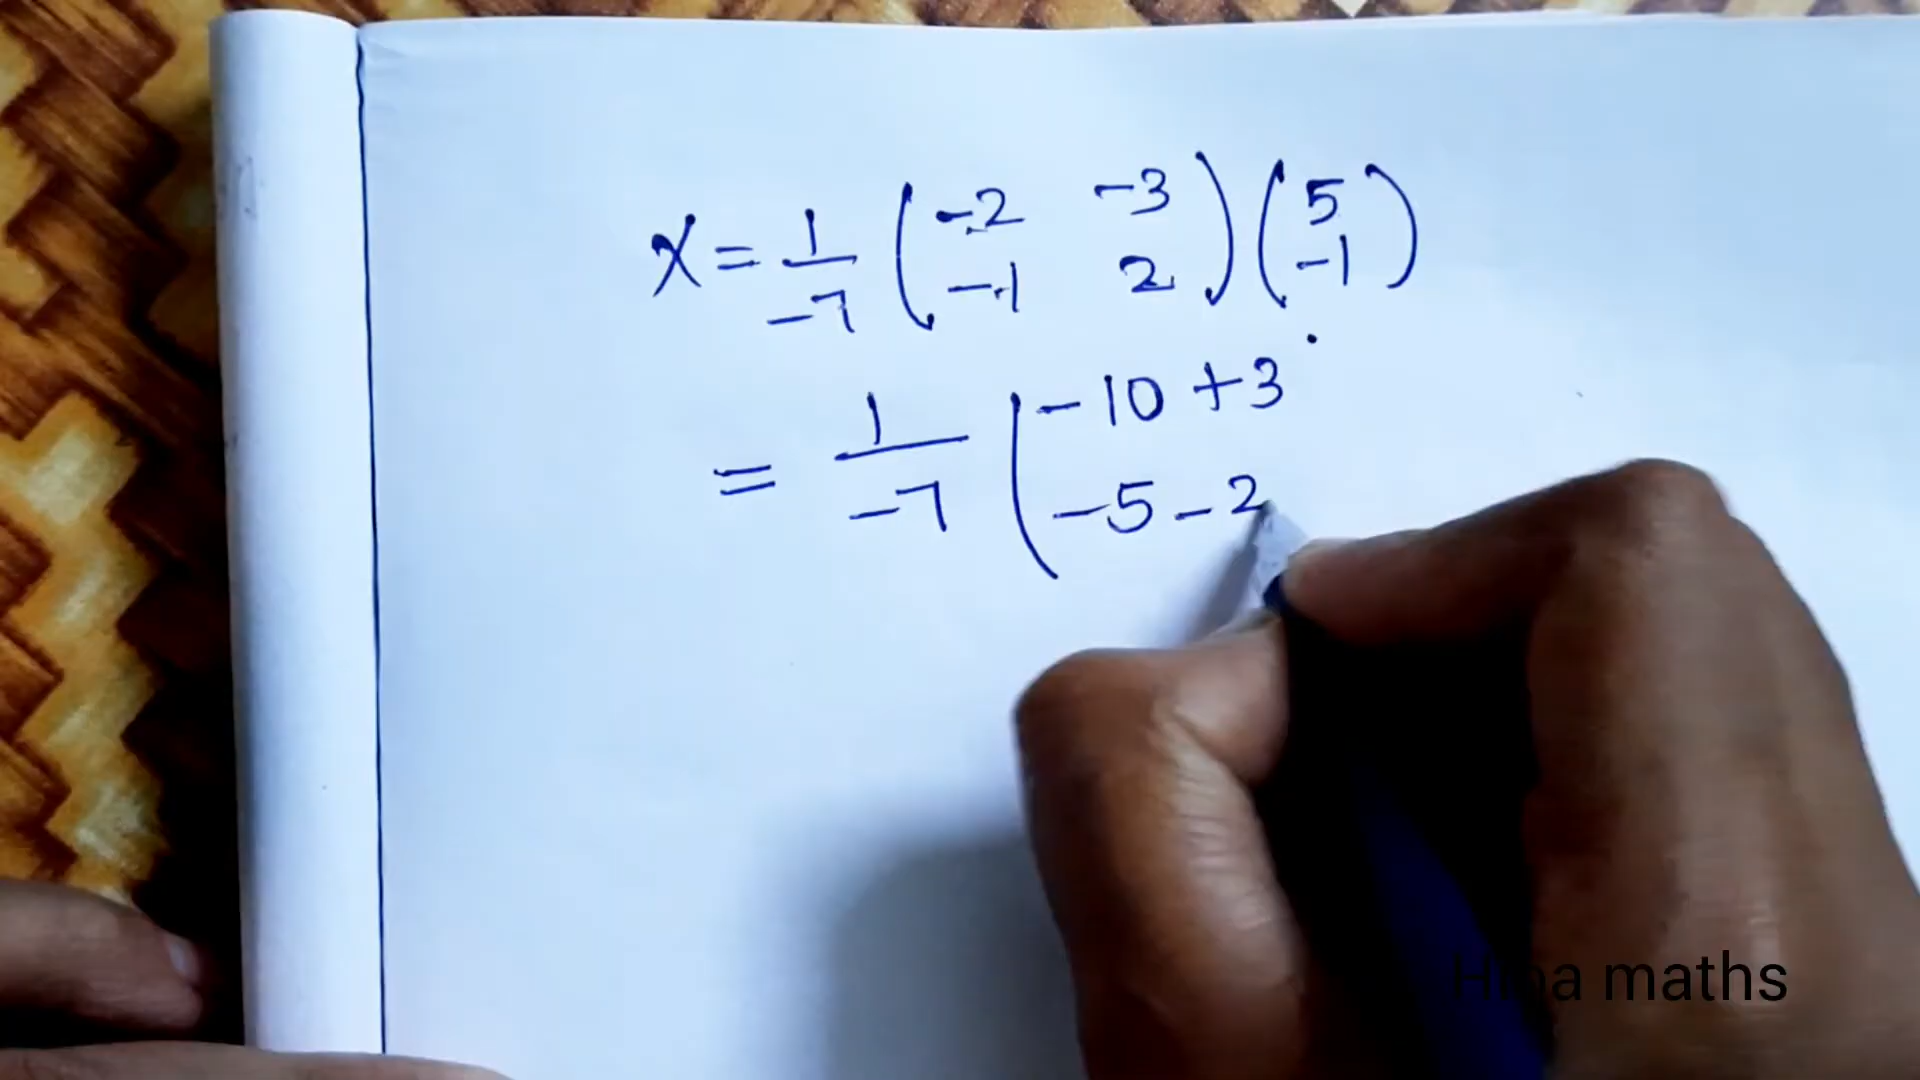 X = 1/-7 (-2 -3; -1 2) (5; -1)
= 1/-7 (-10 +3; -5 -2
maths